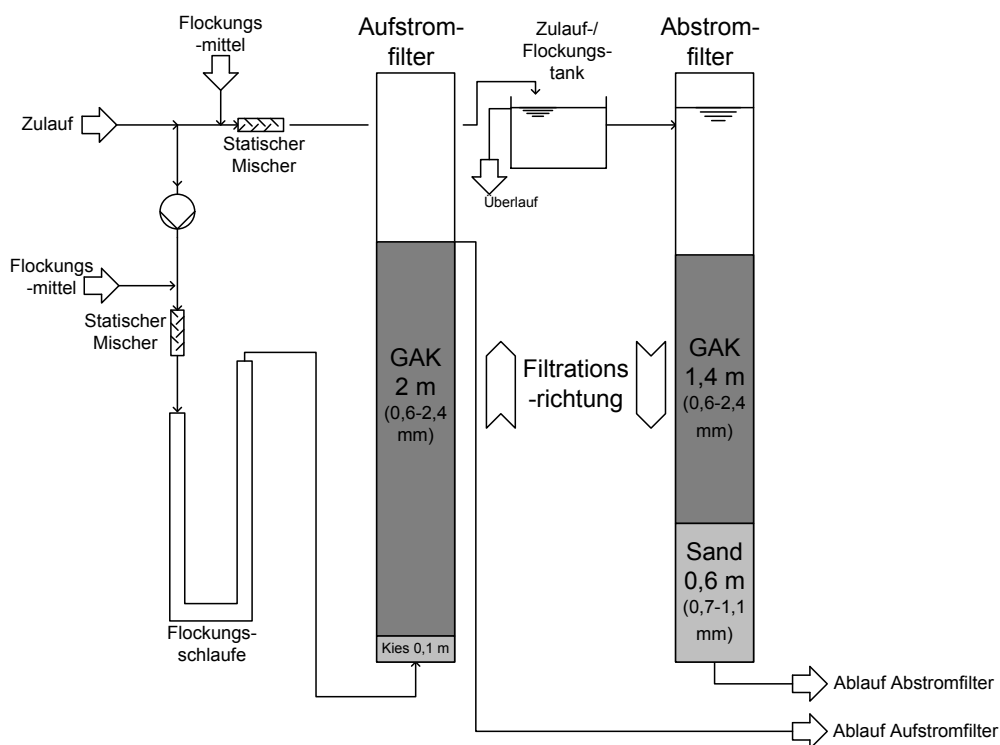 Flockungs
-mittel
Aufstrom-
filter
Zulauf-/
Flockungs-
tank
Abstrom-
filter
Zulauf
Statischer
Mischer
Überlauf
Flockungs
-mittel
Statischer
Mischer
GAK
2 m
(0,6-2,4
mm)
Filtrations
-richtung
GAK
1,4 m
(0,6-2,4
mm)
Sand
0,6 m
(0,7-1,1
mm)
Flockungs-
schlaufe
Kies 0,1 m
Ablauf Abstromfilter
Ablauf Aufstromfilter